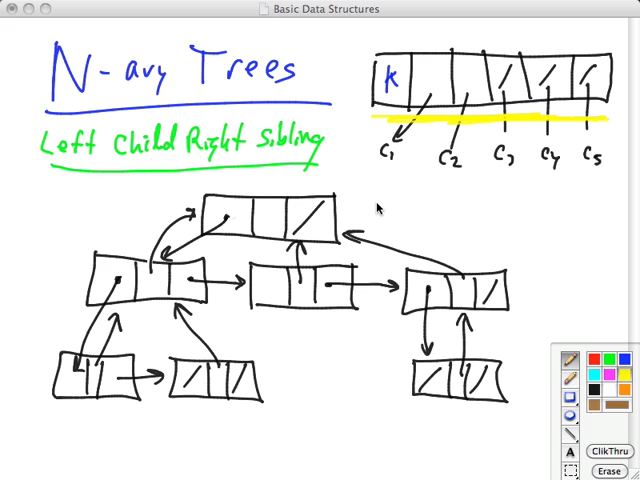 Basic Data Structures
N-ary Trees
Left Child Right Sibling
K
C1 C2 C3 C4 C5
A
ClikThru
Erase